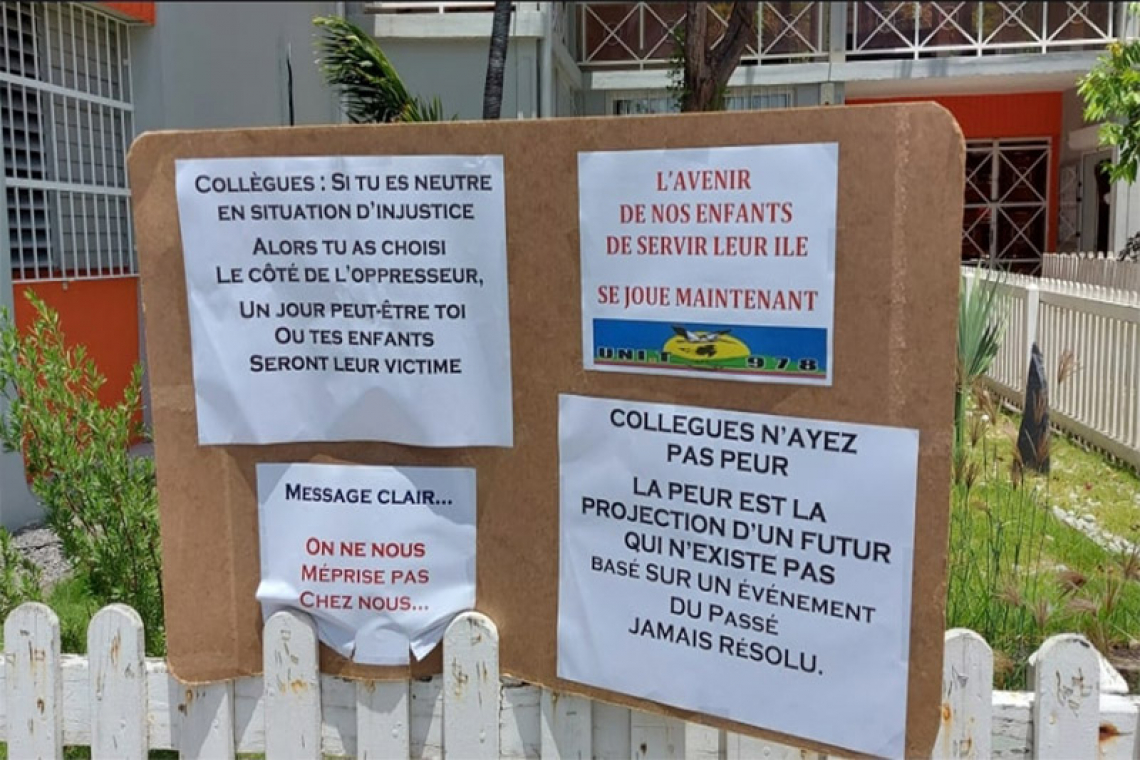 COLLÈGUES : SI TU ES NEUTRE
EN SITUATION D'INJUSTICE
ALORS TU AS CHOISI
LE CÔTÉ DE L'OPPRESSEUR,
UN JOUR PEUT-ÊTRE TOI
OU TES ENFANTS
SERONT LEUR VICTIME
L'AVENIR
DE NOS ENFANTS
DE SERVIR LEUR ILE
SE JOUE MAINTENANT
UNI.T 978
MESSAGE CLAIR...
ON NE NOUS
MÉPRISE PAS
CHEZ NOUS...
COLLEGUES N'AYEZ
PAS PEUR
LA PEUR EST LA
PROJECTION D'UN FUTUR
QUI N'EXISTE PAS
BASÉ SUR UN ÉVÉNEMENT
DU PASSÉ
JAMAIS RÉSOLU.